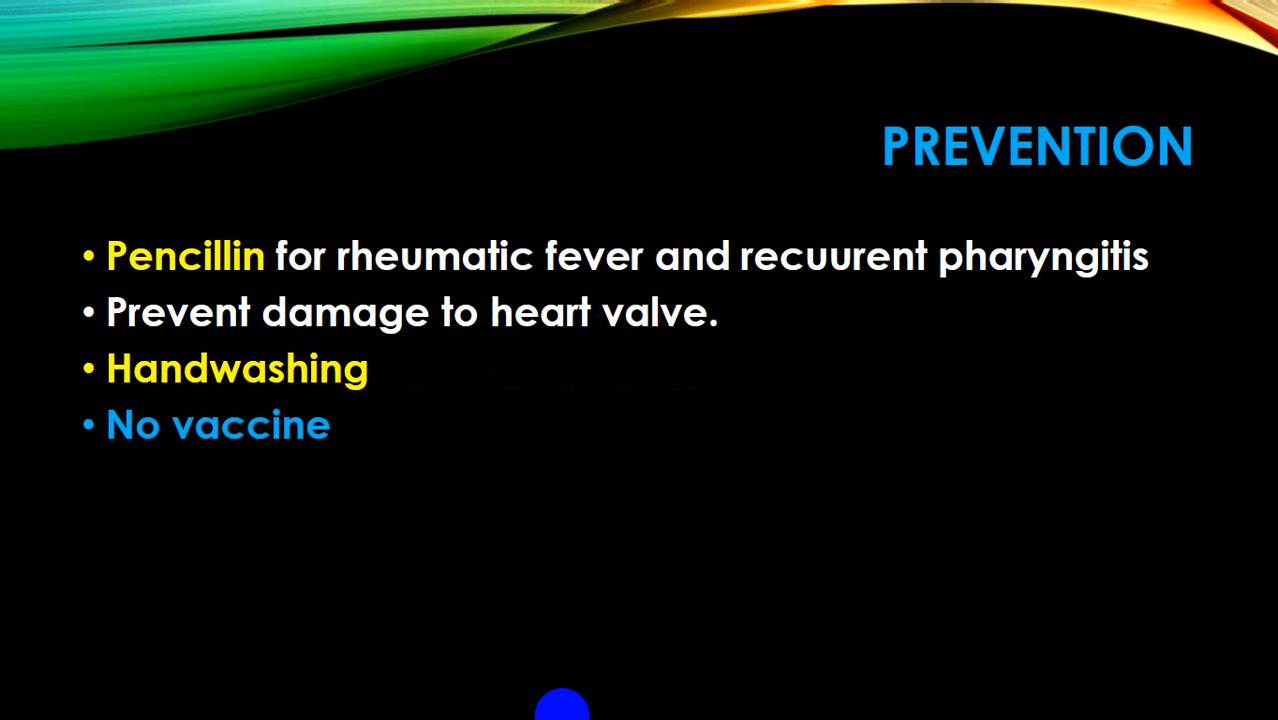 PREVENTION
• Pencillin for rheumatic fever and recuurent pharyngitis
• Prevent damage to heart valve.
• Handwashing
• No vaccine